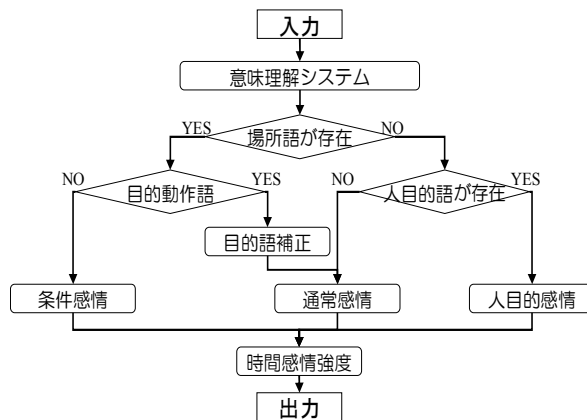 入力
意味理解システム
YES
場所語が存在
NO
NO
目的動作語
YES
NO
人目的語が存在
YES
目的語補正
条件感情
通常感情
人目的感情
時間感情強度
出力